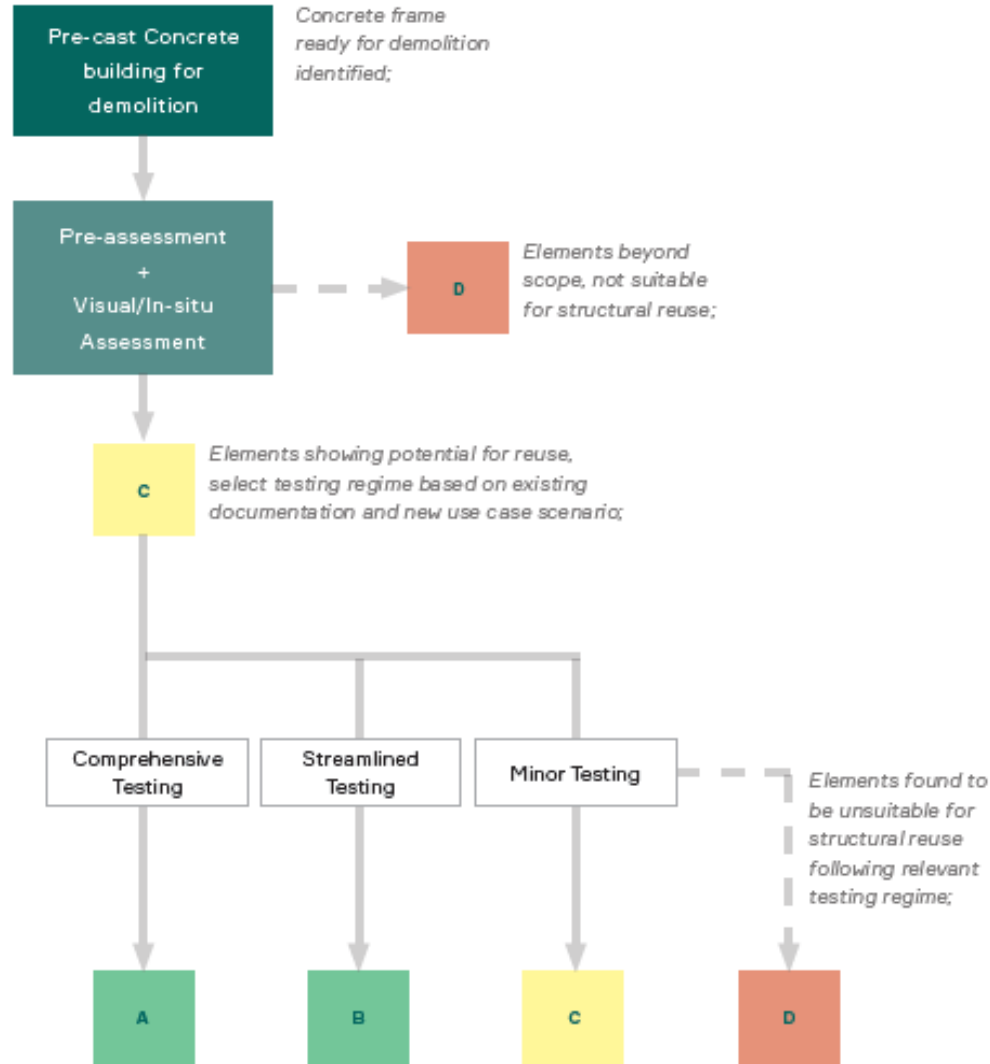 Pre-cast Concrete
building for
demolition
Concrete frame
ready for demolition
identified;
Pre-assessment
+
Visual/In-situ
Assessment
D
Elements beyond
scope, not suitable
for structural reuse;
C
Elements showing potential for reuse,
select testing regime based on existing
documentation and new use case scenario;
Comprehensive
Testing
Streamlined
Testing
Minor Testing
Elements found to
be unsuitable for
structural reuse
following relevant
testing regime;
A
B
C
D